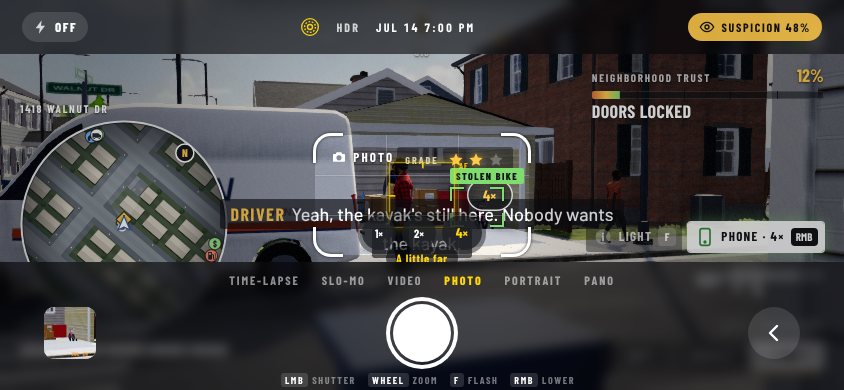 OFF
HDR JUL 14 7:00 PM
SUSPICION 48%
WALNUT DR
1418 WALNUT DR
NEIGHBORHOOD TRUST 12%
DOORS LOCKED
N
PHOTO GRADE
STOLEN BIKE
4×
DRIVER Yeah, the kayak's still here. Nobody wants
the kayak.
1× 2× 4×
A little far
LIGHT F
PHONE · 4× RMB
TIME-LAPSE SLO-MO VIDEO PHOTO PORTRAIT PANO
LMB SHUTTER WHEEL ZOOM F FLASH RMB LOWER